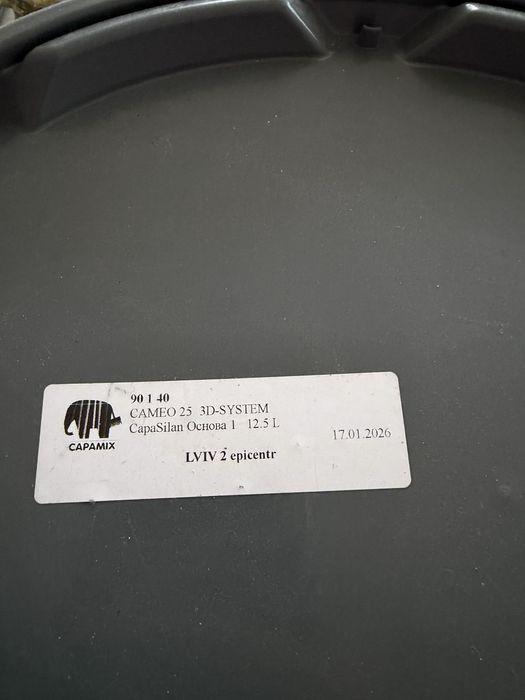 90 1 40
CAMEO 25 3D-SYSTEM
CapaSilan Основа 1 12.5 L
17.01.2026
CAPAMIX
LVIV 2 epicentr